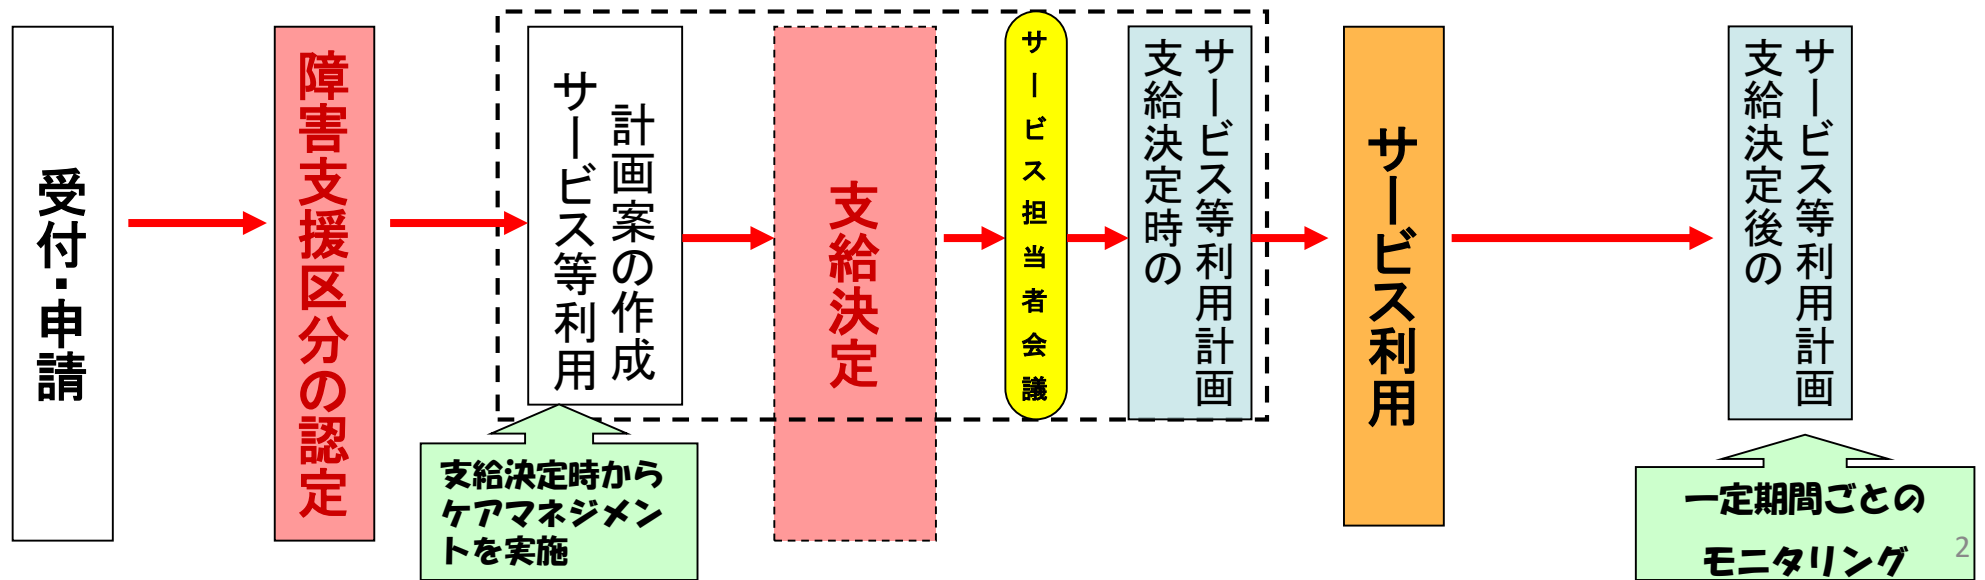 受付・申請
障害支援区分の認定
サービス等利用
計画案の作成
支給決定時から
ケアマネジメン
トを実施
支給決定
サービス担当者会議
支給決定時の
サービス等利用計画
サービス利用
支給決定後の
サービス等利用計画
一定期間ごとの
モニタリング
2